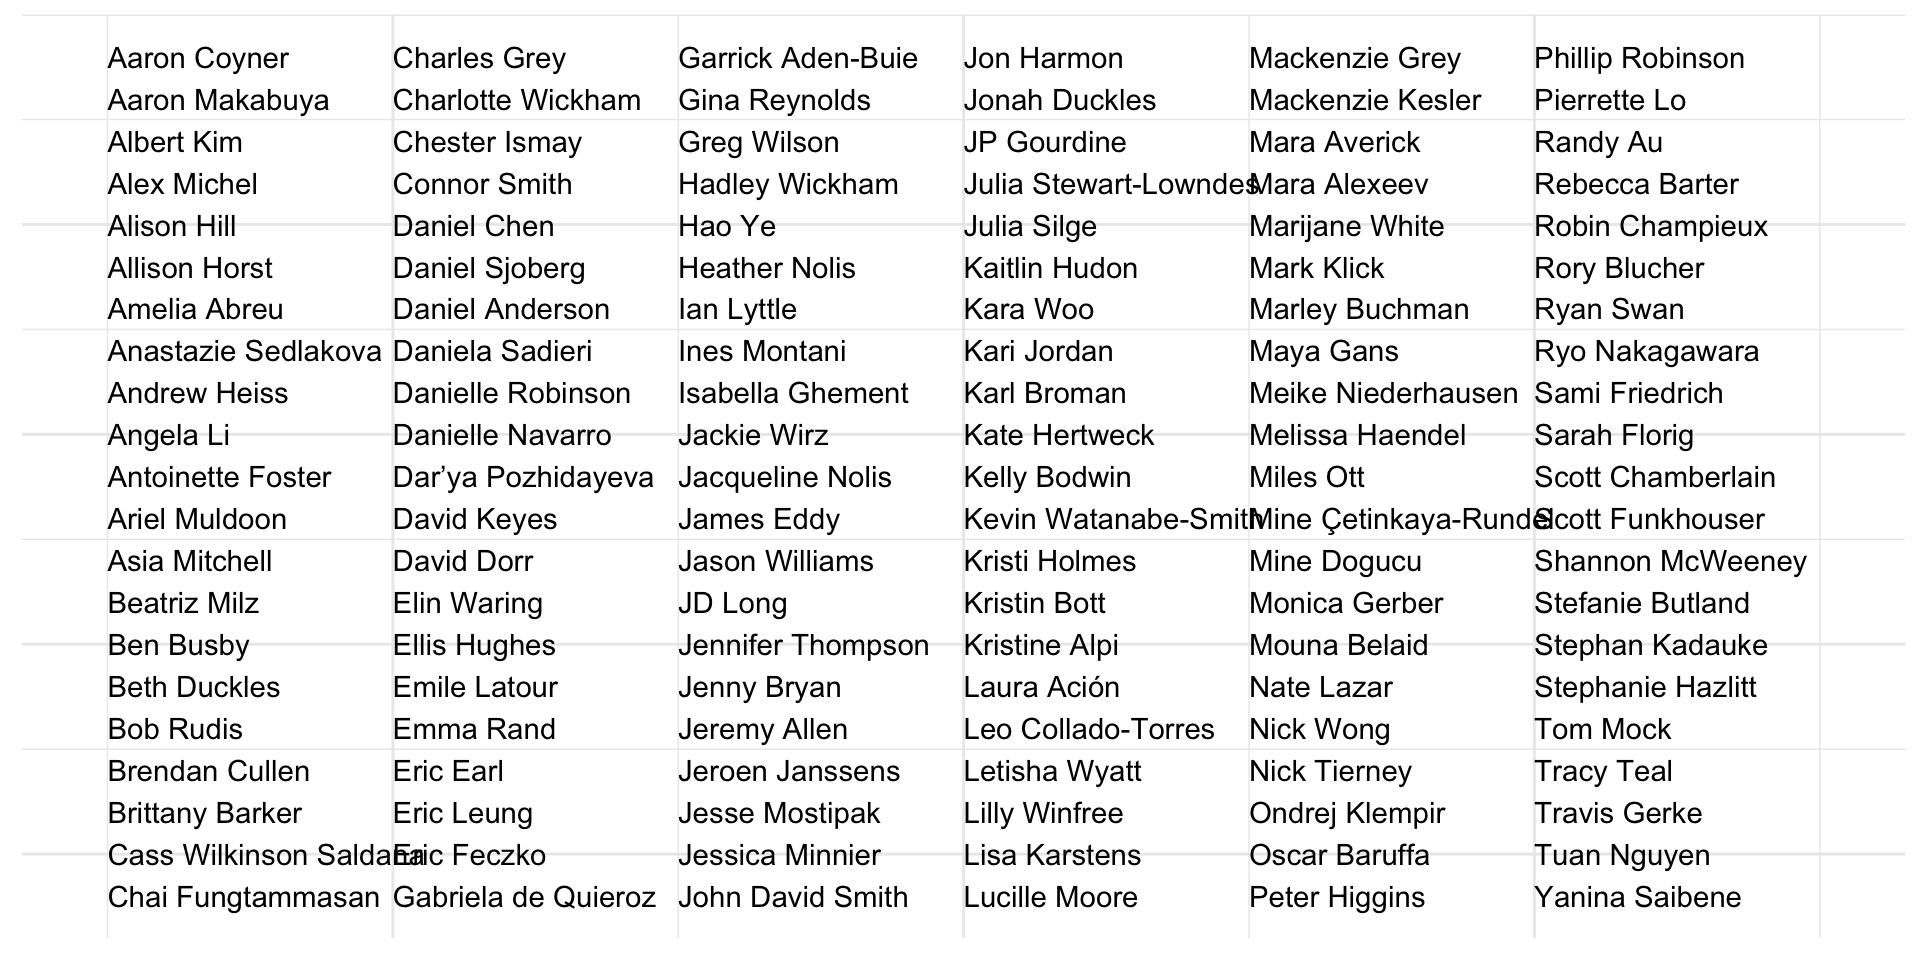 Aaron Coyner Charles Grey Garrick Aden-Buie Jon Harmon Mackenzie Grey Phillip Robinson
Aaron Makabuya Charlotte Wickham Gina Reynolds Jonah Duckles Mackenzie Kesler Pierrette Lo
Albert Kim Chester Ismay Greg Wilson JP Gourdine Mara Averick Randy Au
Alex Michel Connor Smith Hadley Wickham Julia Stewart-Lowndes Mara Alexeev Rebecca Barter
Alison Hill Daniel Chen Hao Ye Julia Silge Marijane White Robin Champieux
Allison Horst Daniel Sjoberg Heather Nolis Kaitlin Hudon Mark Klick Rory Blucher
Amelia Abreu Daniel Anderson Ian Lyttle Kara Woo Marley Buchman Ryan Swan
Anastazie Sedlakova Daniela Sadieri Ines Montani Kari Jordan Maya Gans Ryo Nakagawara
Andrew Heiss Danielle Robinson Isabella Ghement Karl Broman Meike Niederhausen Sami Friedrich
Angela Li Danielle Navarro Jackie Wirz Kate Hertweck Melissa Haendel Sarah Florig
Antoinette Foster Dar’ya Pozhidayeva Jacqueline Nolis Kelly Bodwin Miles Ott Scott Chamberlain
Ariel Muldoon David Keyes James Eddy Kevin Watanabe-Smith Mine Çetinkaya-Rundel Scott Funkhouser
Asia Mitchell David Dorr Jason Williams Kristi Holmes Mine Dogucu Shannon McWeeney
Beatriz Milz Elin Waring JD Long Kristin Bott Monica Gerber Stefanie Butland
Ben Busby Ellis Hughes Jennifer Thompson Kristine Alpi Mouna Belaid Stephan Kadauke
Beth Duckles Emile Latour Jenny Bryan Laura Ación Nate Lazar Stephanie Hazlitt
Bob Rudis Emma Rand Jeremy Allen Leo Collado-Torres Nick Wong Tom Mock
Brendan Cullen Eric Earl Jeroen Janssens Letisha Wyatt Nick Tierney Tracy Teal
Brittany Barker Eric Leung Jesse Mostipak Lilly Winfree Ondrej Klempir Travis Gerke
Cass Wilkinson Saldana Eric Feczko Jessica Minnier Lisa Karstens Oscar Baruffa Tuan Nguyen
Chai Fungtammasan Gabriela de Quieroz John David Smith Lucille Moore Peter Higgins Yanina Saibene